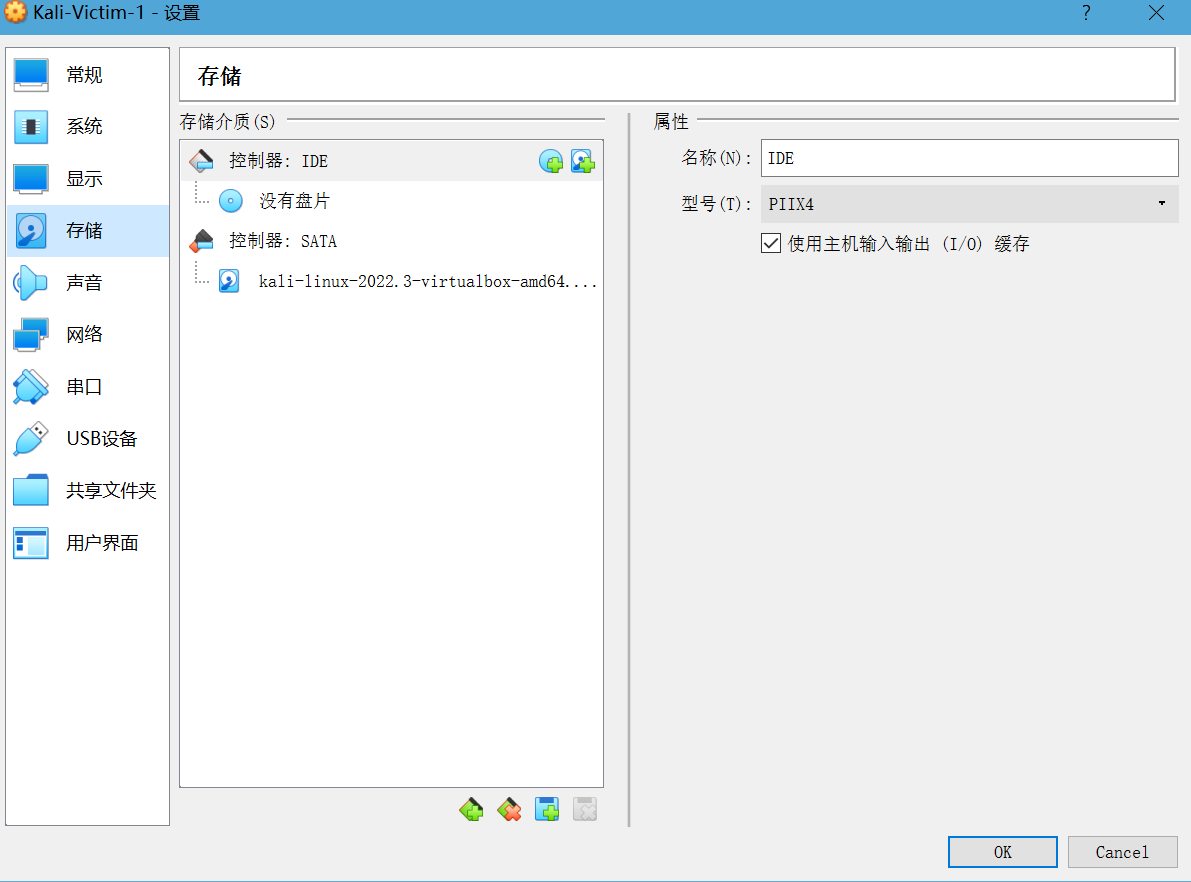 Kali-Victim-1 - 设置
?
常规
系统
显示
存储
声音
网络
串口
USB设备
共享文件夹
用户界面
存储
存储介质(S)
控制器: IDE
没有盘片
控制器: SATA
kali-linux-2022.3-virtualbox-amd64....
属性
名称(N): IDE
型号(T): PIIX4
使用主机输入输出 (I/O) 缓存
OK
Cancel